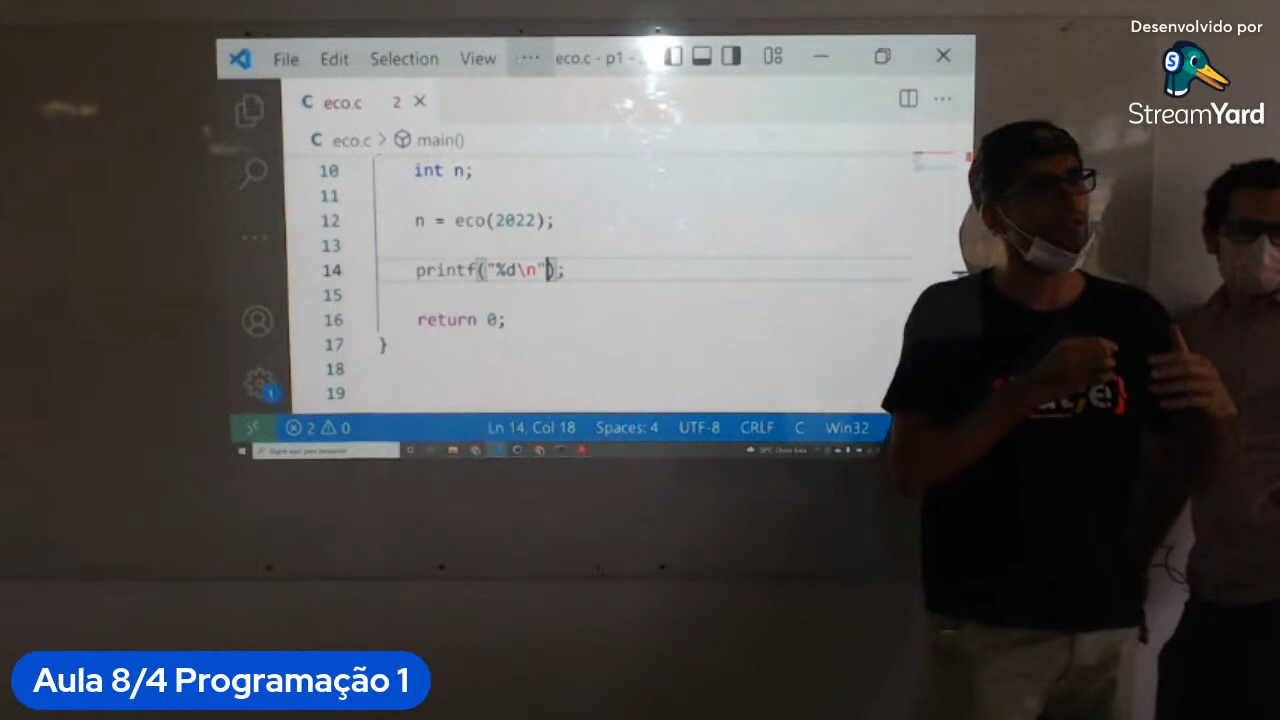 Desenvolvido por
StreamYard
File Edit Selection View ··· eco.c - p1 - ...
C eco.c 2
C eco.c > main()
10 int n;
11
12 n = eco(2022);
13
14 printf("%d\n");
15
16 return 0;
17 }
18
19
2 0 Ln 14, Col 18 Spaces: 4 UTF-8 CRLF C Win32
Aula 8/4 Programação 1